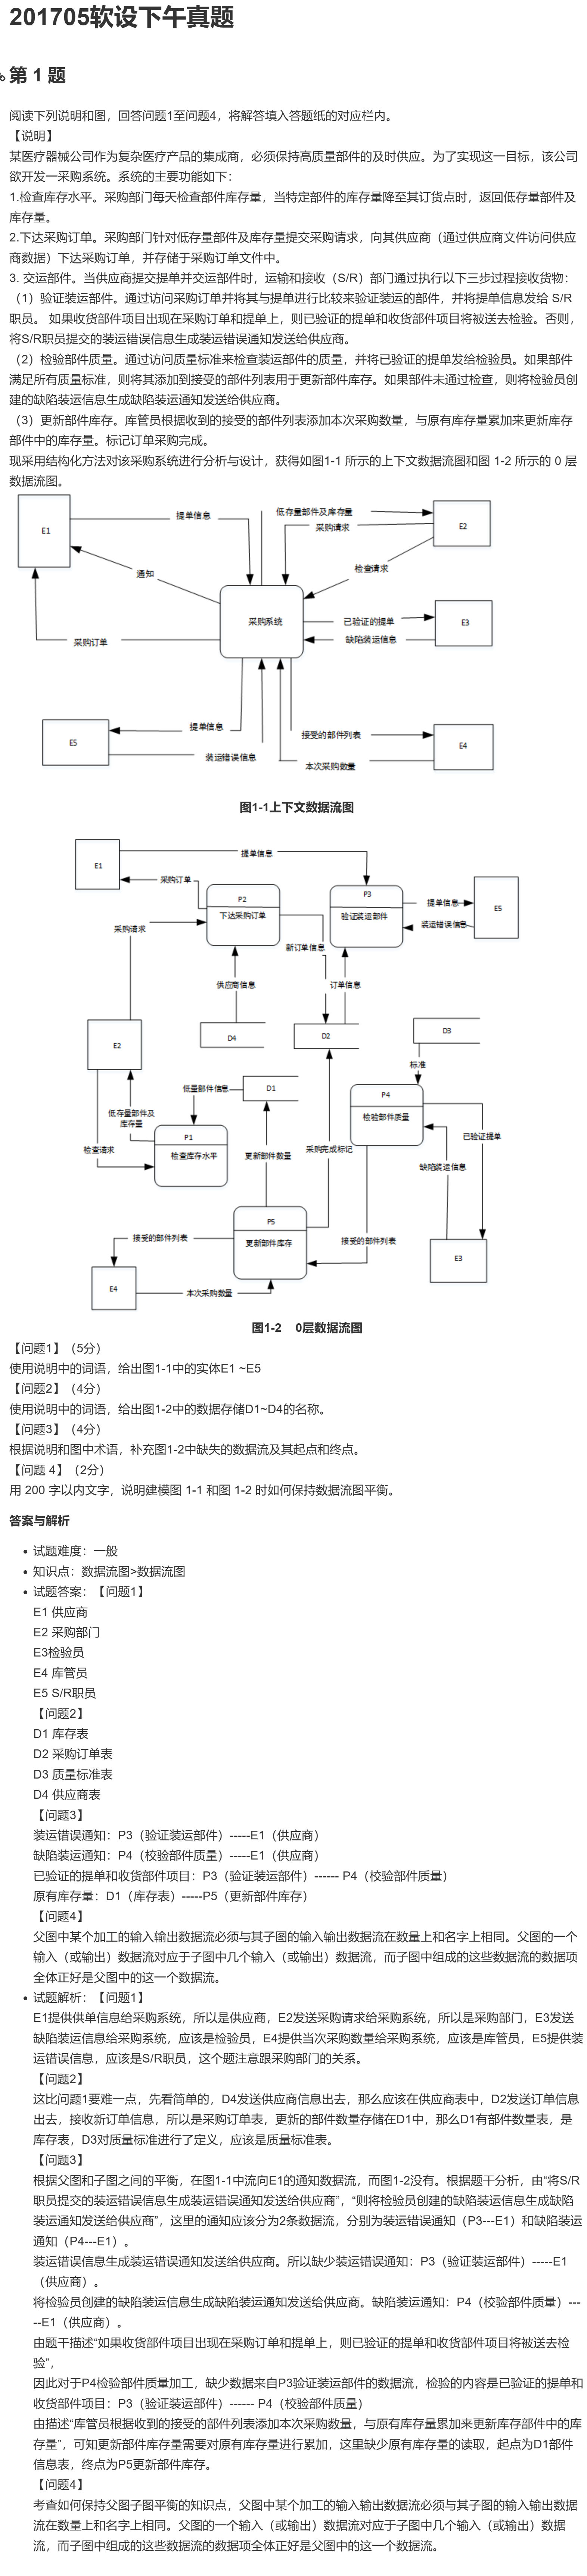 201705软设下午真题
第 1 题
阅读下列说明和图，回答问题1至问题4，将解答填入答题纸的对应栏内。
【说明】
某医疗器械公司作为复杂医疗产品的集成商，必须保持高质量部件的及时供应。为了实现这一目标，该公司
欲开发一采购系统。系统的主要功能如下：
1.检查库存水平。采购部门每天检查部件库存量，当特定部件的库存量降至其订货点时，返回低存量部件及
库存量。
2.下达采购订单。采购部门针对低存量部件及库存量提交采购请求，向其供应商（通过供应商文件访问供应
商数据）下达采购订单，并存储于采购订单文件中。
3. 交运部件。当供应商提交提单并交运部件时，运输和接收（S/R）部门通过执行以下三步过程接收货物：
（1）验证装运部件。通过访问采购订单并将其与提单进行比较来验证装运的部件，并将提单信息发给 S/R
职员。 如果收货部件项目出现在采购订单和提单上，则已验证的提单和收货部件项目将被送去检验。否则，
将S/R职员提交的装运错误信息生成装运错误通知发送给供应商。
（2）检验部件质量。通过访问质量标准来检查装运部件的质量，并将已验证的提单发给检验员。如果部件
满足所有质量标准，则将其添加到接受的部件列表用于更新部件库存。如果部件未通过检查，则将检验员创
建的缺陷装运信息生成缺陷装运通知发送给供应商。
（3）更新部件库存。库管员根据收到的接受的部件列表添加本次采购数量，与原有库存量累加来更新库存
部件中的库存量。标记订单采购完成。
现采用结构化方法对该采购系统进行分析与设计，获得如图1-1 所示的上下文数据流图和图 1-2 所示的 0 层
数据流图。
E1
提单信息
低存量部件及库存量
采购请求
E2
通知
检查请求
采购系统
已验证的提单
E3
缺陷装运信息
采购订单
提单信息
E5
装运错误信息
接受的部件列表
E4
本次采购数量
图1-1上下文数据流图
E1
提单信息
采购订单
P2
下达采购订单
P3
验证装运部件
提单信息
E5
装运错误信息
采购请求
新订单信息
供应商信息
订单信息
E2
D4
D2
D3
标准
低量部件信息
D1
P4
检验部件质量
低存量部件及
库存量
P1
检查库存水平
检查请求
更新部件数量
采购完成标记
已验证提单
缺陷装运信息
P5
更新部件库存
接受的部件列表
接受的部件列表
E3
E4
本次采购数量
图1-2 0层数据流图
【问题1】（5分）
使用说明中的词语，给出图1-1中的实体E1 ~E5
【问题2】（4分）
使用说明中的词语，给出图1-2中的数据存储D1~D4的名称。
【问题3】（4分）
根据说明和图中术语，补充图1-2中缺失的数据流及其起点和终点。
【问题 4】（2分）
用 200 字以内文字，说明建模图 1-1 和图 1-2 时如何保持数据流图平衡。
答案与解析
• 试题难度：一般
• 知识点：数据流图>数据流图
• 试题答案：【问题1】
E1 供应商
E2 采购部门
E3检验员
E4 库管员
E5 S/R职员
【问题2】
D1 库存表
D2 采购订单表
D3 质量标准表
D4 供应商表
【问题3】
装运错误通知：P3（验证装运部件）-----E1（供应商）
缺陷装运通知：P4（校验部件质量）-----E1（供应商）
已验证的提单和收货部件项目：P3（验证装运部件）------ P4（校验部件质量）
原有库存量：D1（库存表）-----P5（更新部件库存）
【问题4】
父图中某个加工的输入输出数据流必须与其子图的输入输出数据流在数量上和名字上相同。父图的一个
输入（或输出）数据流对应于子图中几个输入（或输出）数据流，而子图中组成的这些数据流的数据项
全体正好是父图中的这一个数据流。
• 试题解析：【问题1】
E1提供供单信息给采购系统，所以是供应商，E2发送采购请求给采购系统，所以是采购部门，E3发送
缺陷装运信息给采购系统，应该是检验员，E4提供当次采购数量给采购系统，应该是库管员，E5提供装
运错误信息，应该是S/R职员，这个题注意跟采购部门的关系。
【问题2】
这比问题1要难一点，先看简单的，D4发送供应商信息出去，那么应该在供应商表中，D2发送订单信息
出去，接收新订单信息，所以是采购订单表，更新的部件数量存储在D1中，那么D1有部件数量表，是
库存表，D3对质量标准进行了定义，应该是质量标准表。
【问题3】
根据父图和子图之间的平衡，在图1-1中流向E1的通知数据流，而图1-2没有。根据题干分析，由“将S/R
职员提交的装运错误信息生成装运错误通知发送给供应商”，“则将检验员创建的缺陷装运信息生成缺陷
装运通知发送给供应商”，这里的通知应该分为2条数据流，分别为装运错误通知（P3---E1）和缺陷装运
通知（P4---E1）。
装运错误信息生成装运错误通知发送给供应商。所以缺少装运错误通知：P3（验证装运部件）-----E1
（供应商）。
将检验员创建的缺陷装运信息生成缺陷装运通知发送给供应商。缺陷装运通知：P4（校验部件质量）---
--E1（供应商）。
由题干描述“如果收货部件项目出现在采购订单和提单上，则已验证的提单和收货部件项目将被送去检
验”，
因此对于P4检验部件质量加工，缺少数据来自P3验证装运部件的数据流，检验的内容是已验证的提单和
收货部件项目：P3（验证装运部件）------ P4（校验部件质量）
由描述“库管员根据收到的接受的部件列表添加本次采购数量，与原有库存量累加来更新库存部件中的库
存量”，可知更新部件库存量需要对原有库存量进行累加，这里缺少原有库存量的读取，起点为D1部件
信息表，终点为P5更新部件库存。
【问题4】
考查如何保持父图子图平衡的知识点，父图中某个加工的输入输出数据流必须与其子图的输入输出数据
流在数量上和名字上相同。父图的一个输入（或输出）数据流对应于子图中几个输入（或输出）数据
流，而子图中组成的这些数据流的数据项全体正好是父图中的这一个数据流。